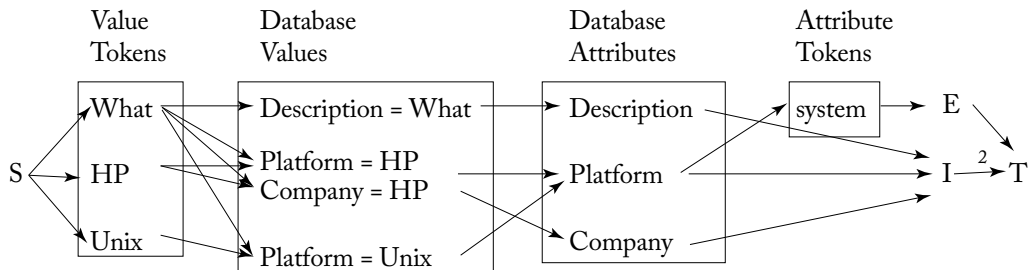 Value Tokens
Database Values
Database Attributes
Attribute Tokens
What
Description = What
Description
system
E
S
HP
Platform = HP
Company = HP
Platform
I
2
T
Unix
Platform = Unix
Company